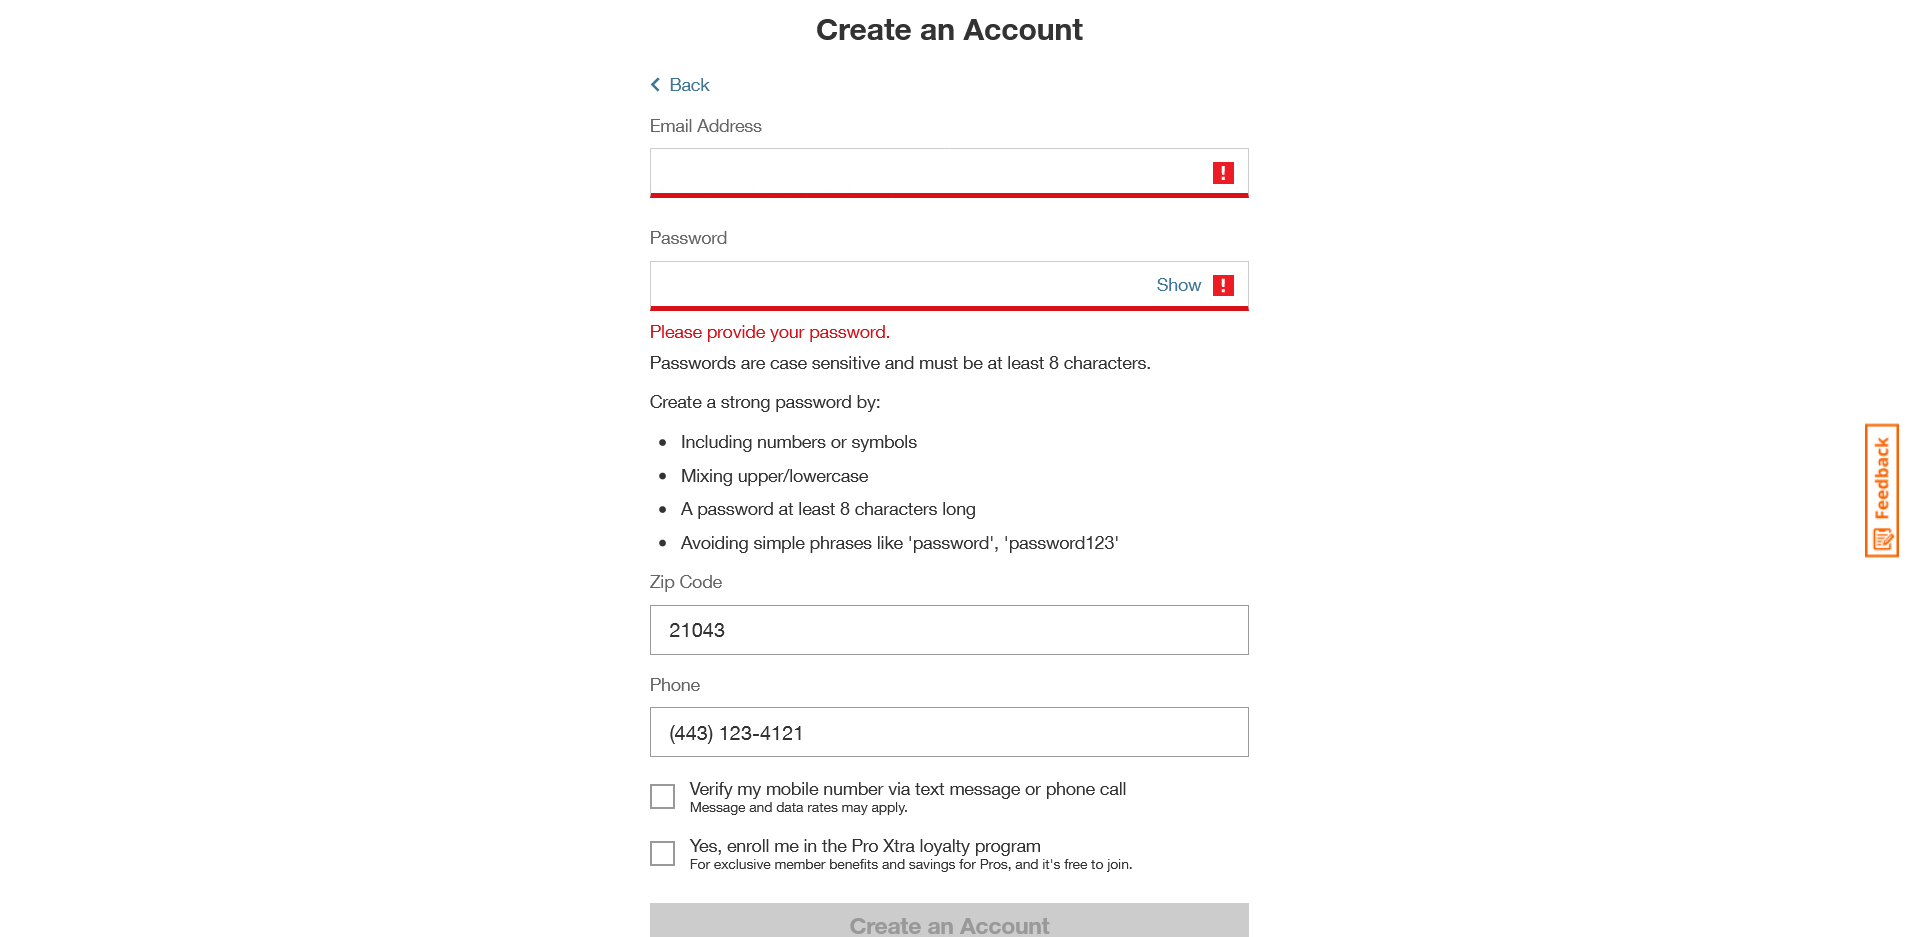 Create an Account
Back
Email Address
!
Password
Show !
Please provide your password.
Passwords are case sensitive and must be at least 8 characters.
Create a strong password by:
• Including numbers or symbols
• Mixing upper/lowercase
• A password at least 8 characters long
• Avoiding simple phrases like 'password', 'password123'
Zip Code
21043
Phone
(443) 123-4121
Verify my mobile number via text message or phone call
Message and data rates may apply.
Yes, enroll me in the Pro Xtra loyalty program
For exclusive member benefits and savings for Pros, and it's free to join.
Create an Account
Feedback